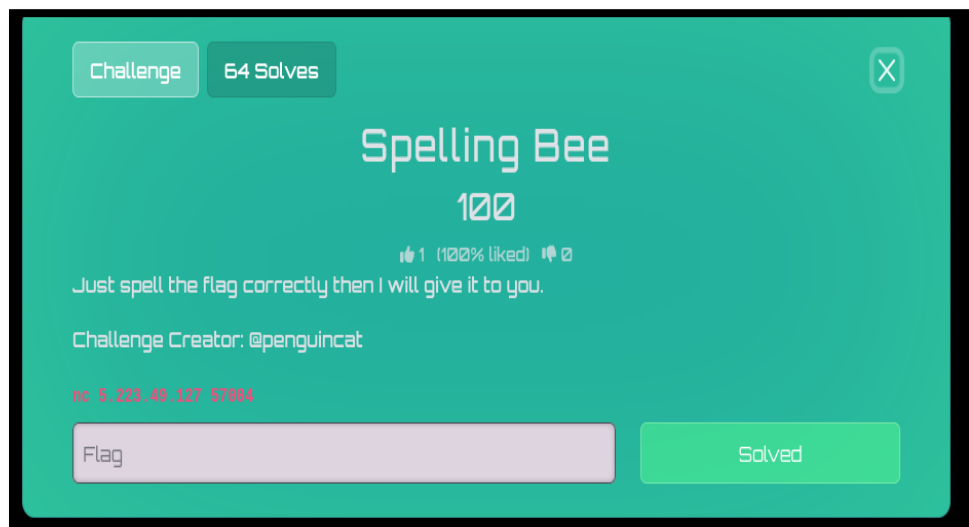 Challenge
64 Solves
X
Spelling Bee
100
1 (100% liked) 0
Just spell the flag correctly then I will give it to you.
Challenge Creator: @penguincat
nc 5.223.49.127 57004
Flag
Solved